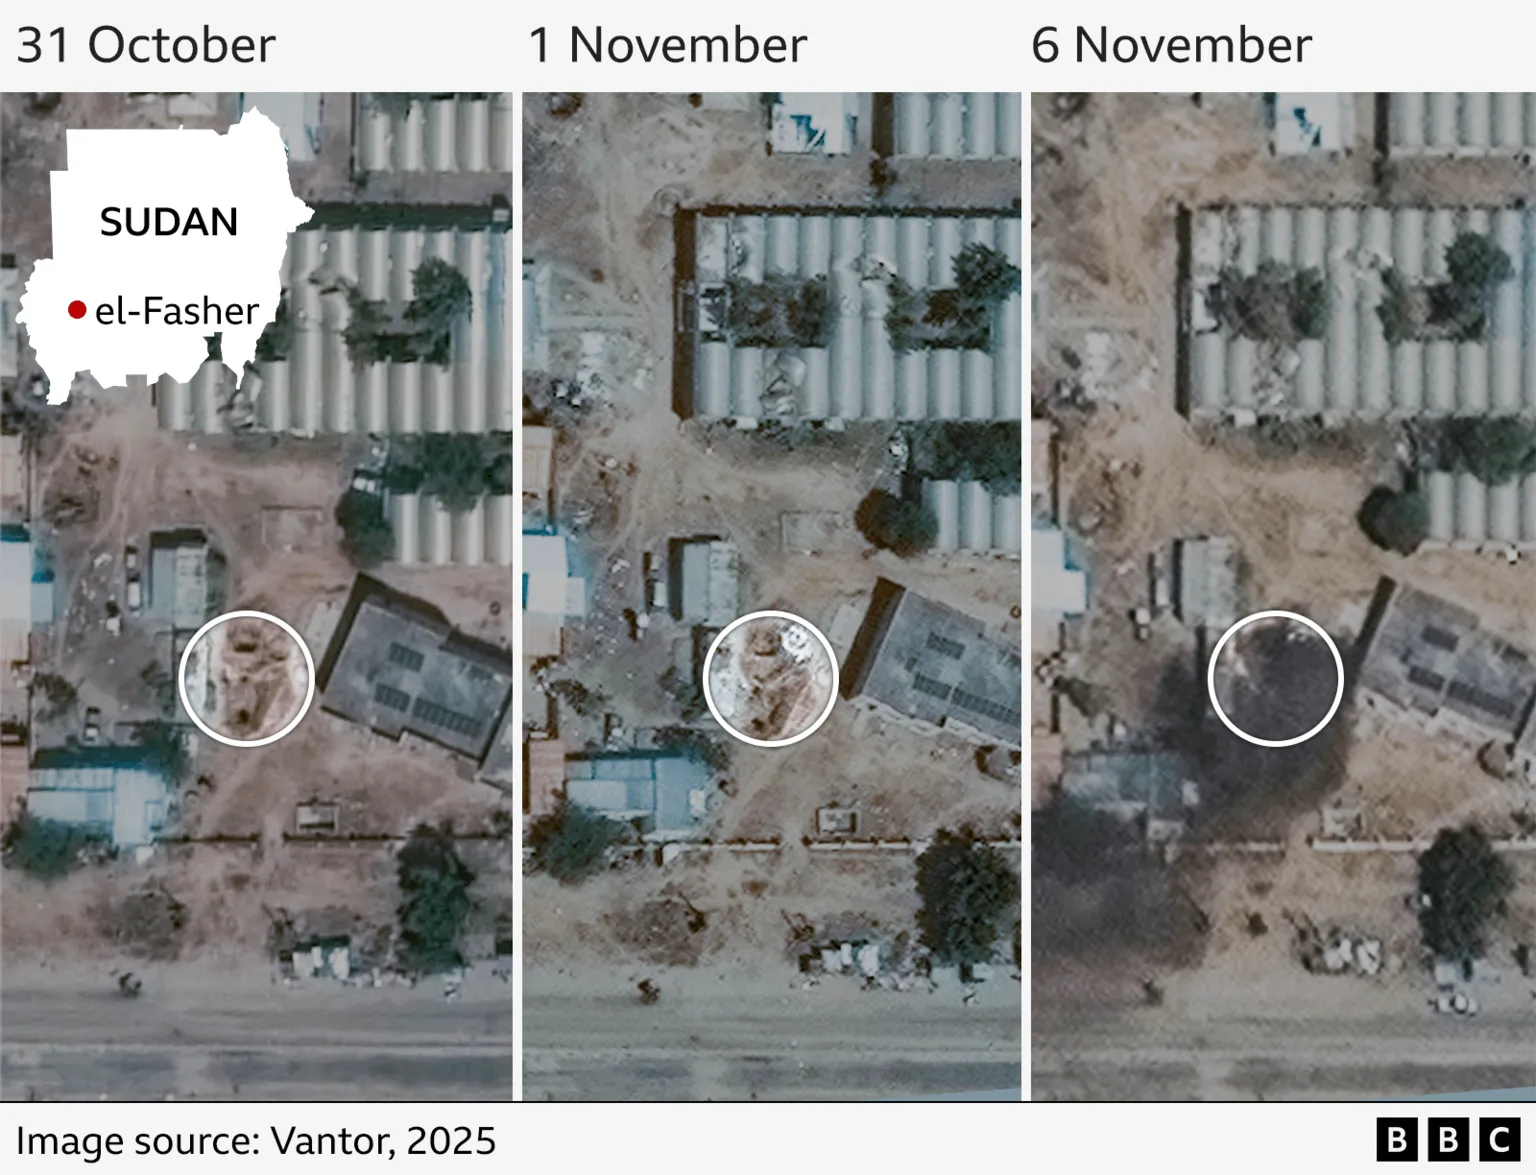 31 October
1 November
6 November
SUDAN
el-Fasher
Image source: Vantor, 2025
BBC